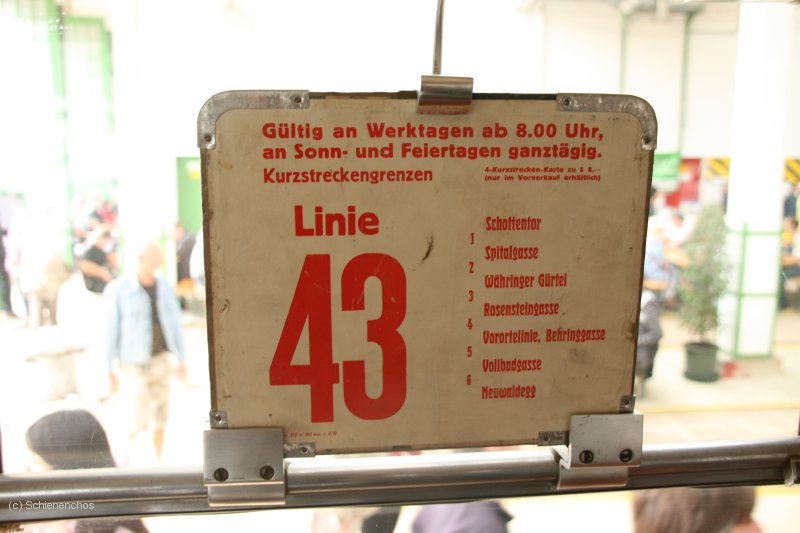 Gültig an Werktagen ab 8.00 Uhr,
an Sonn- und Feiertagen ganztägig.
Kurzstreckengrenzen
4-Kurzstrecken-Karte zu S 8,—
(nur im Vorverkauf erhältlich)
Linie
43
Schottentor
1
Spitalgasse
2
Währinger Gürtel
3
Rosensteingasse
4
Vorortelinie, Behringgasse
5
Vollbadgasse
6
Neuwaldegg
(c) Schienenchos